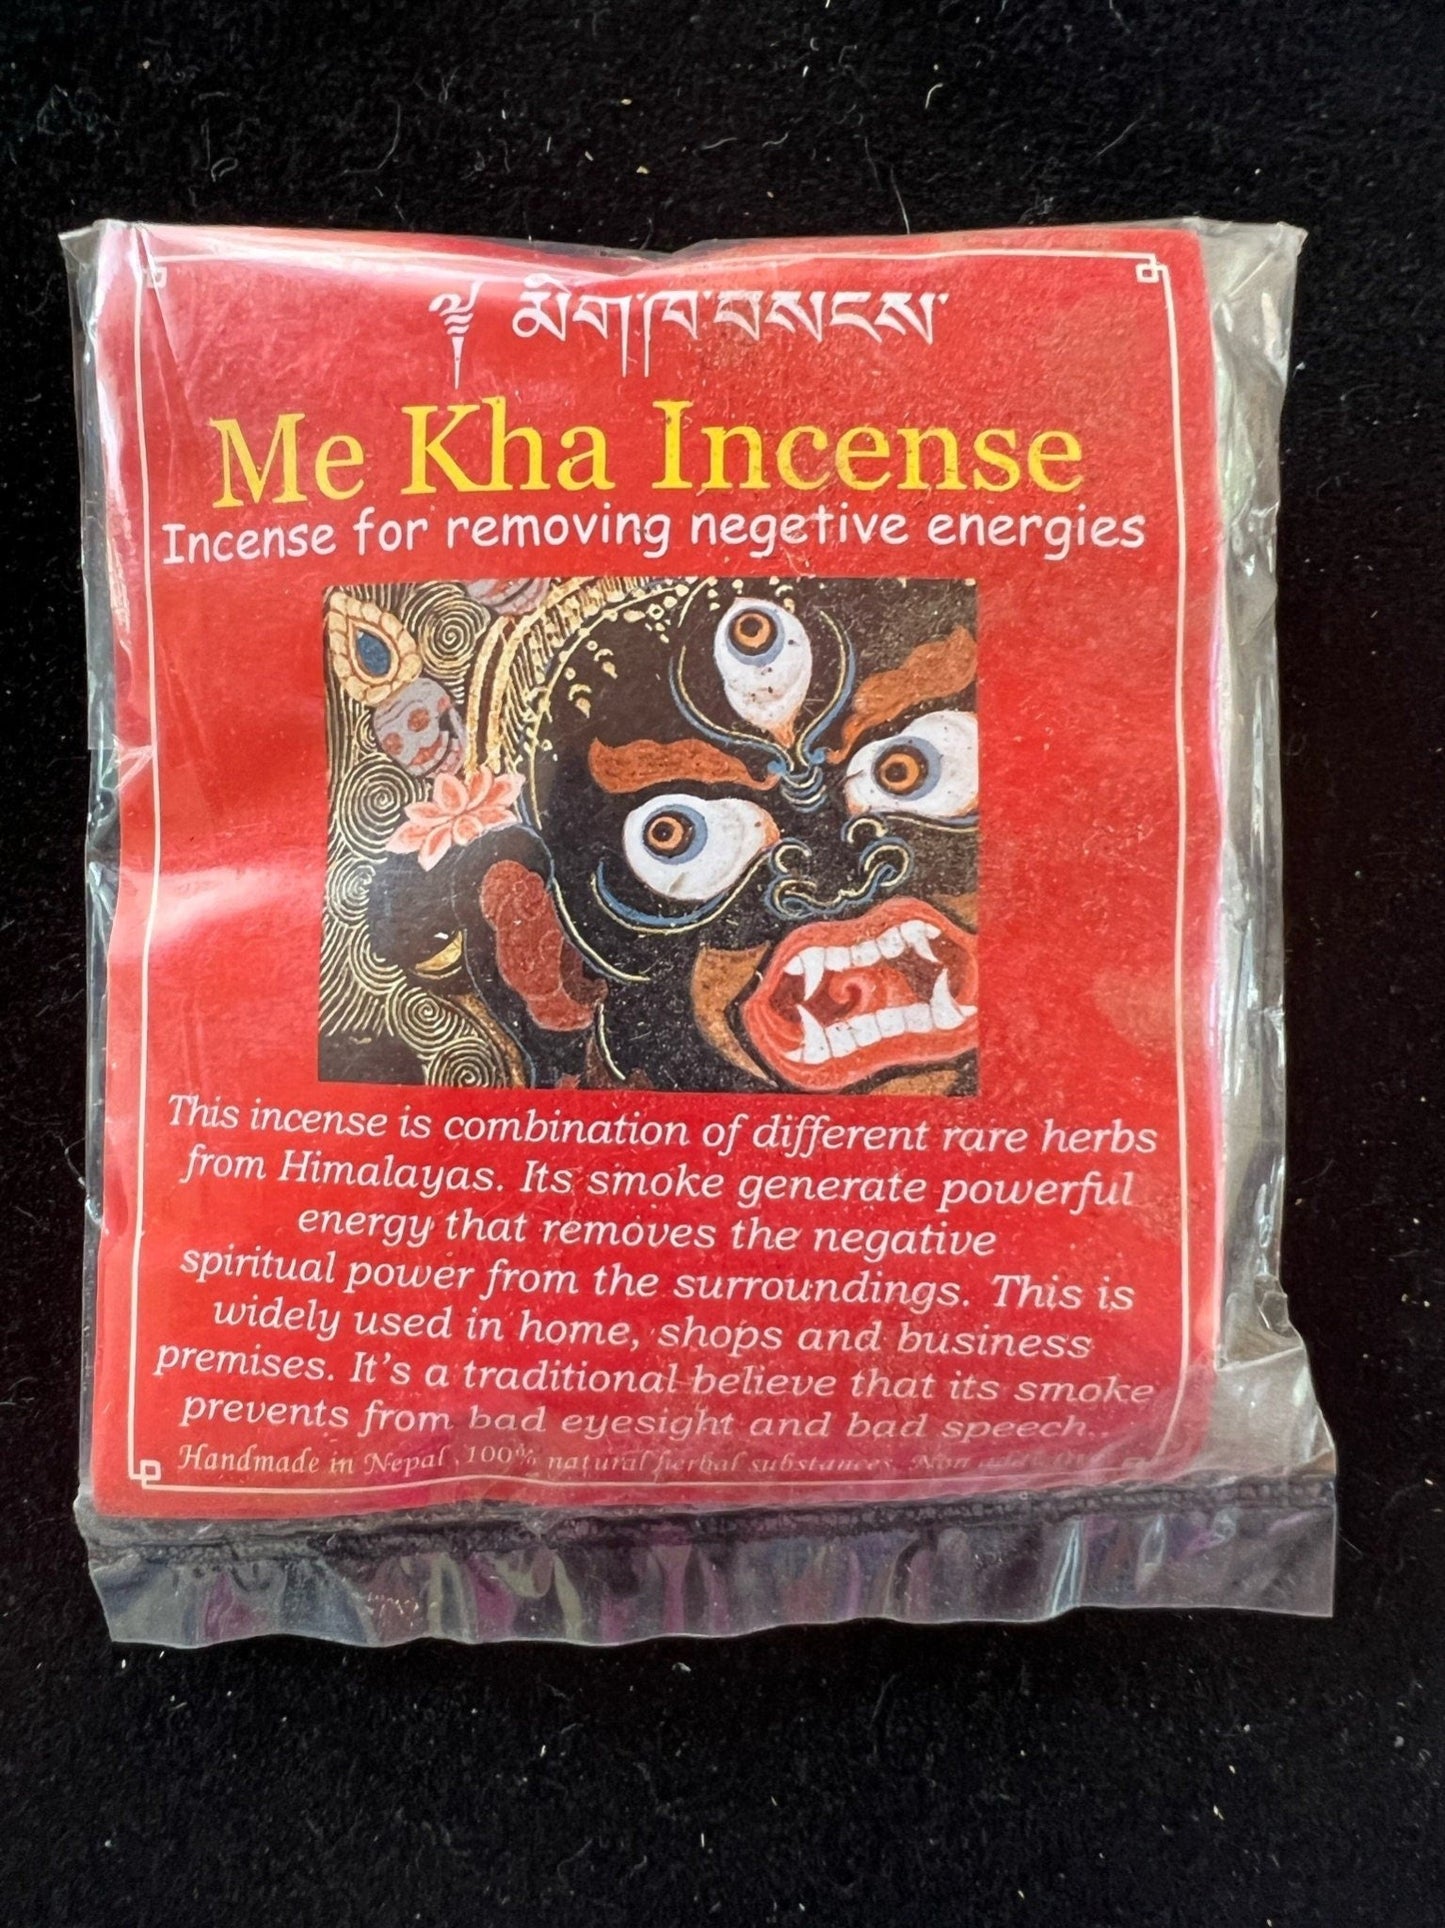 ༄ མིག་ཁ་བསངས་
Me Kha Incense
Incense for removing negetive energies
This incense is combination of different rare herbs
from Himalayas. Its smoke generate powerful
energy that removes the negative
spiritual power from the surroundings. This is
widely used in home, shops and business
premises. It's a traditional believe that its smoke
prevents from bad eyesight and bad speech..
Handmade in Nepal, 100% natural herbal substances. Non